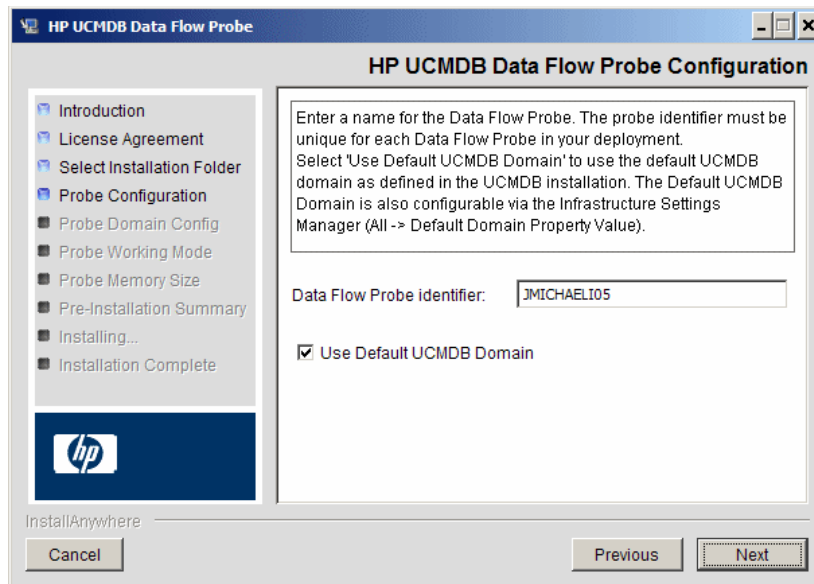 HP UCMDB Data Flow Probe
HP UCMDB Data Flow Probe Configuration
Introduction
License Agreement
Select Installation Folder
Probe Configuration
Probe Domain Config
Probe Working Mode
Probe Memory Size
Pre-Installation Summary
Installing...
Installation Complete
hp
Enter a name for the Data Flow Probe. The probe identifier must be
unique for each Data Flow Probe in your deployment.
Select 'Use Default UCMDB Domain' to use the default UCMDB
domain as defined in the UCMDB installation. The Default UCMDB
Domain is also configurable via the Infrastructure Settings
Manager (All -> Default Domain Property Value).
Data Flow Probe identifier: JMICHAELI05
Use Default UCMDB Domain
InstallAnywhere
Cancel Previous Next